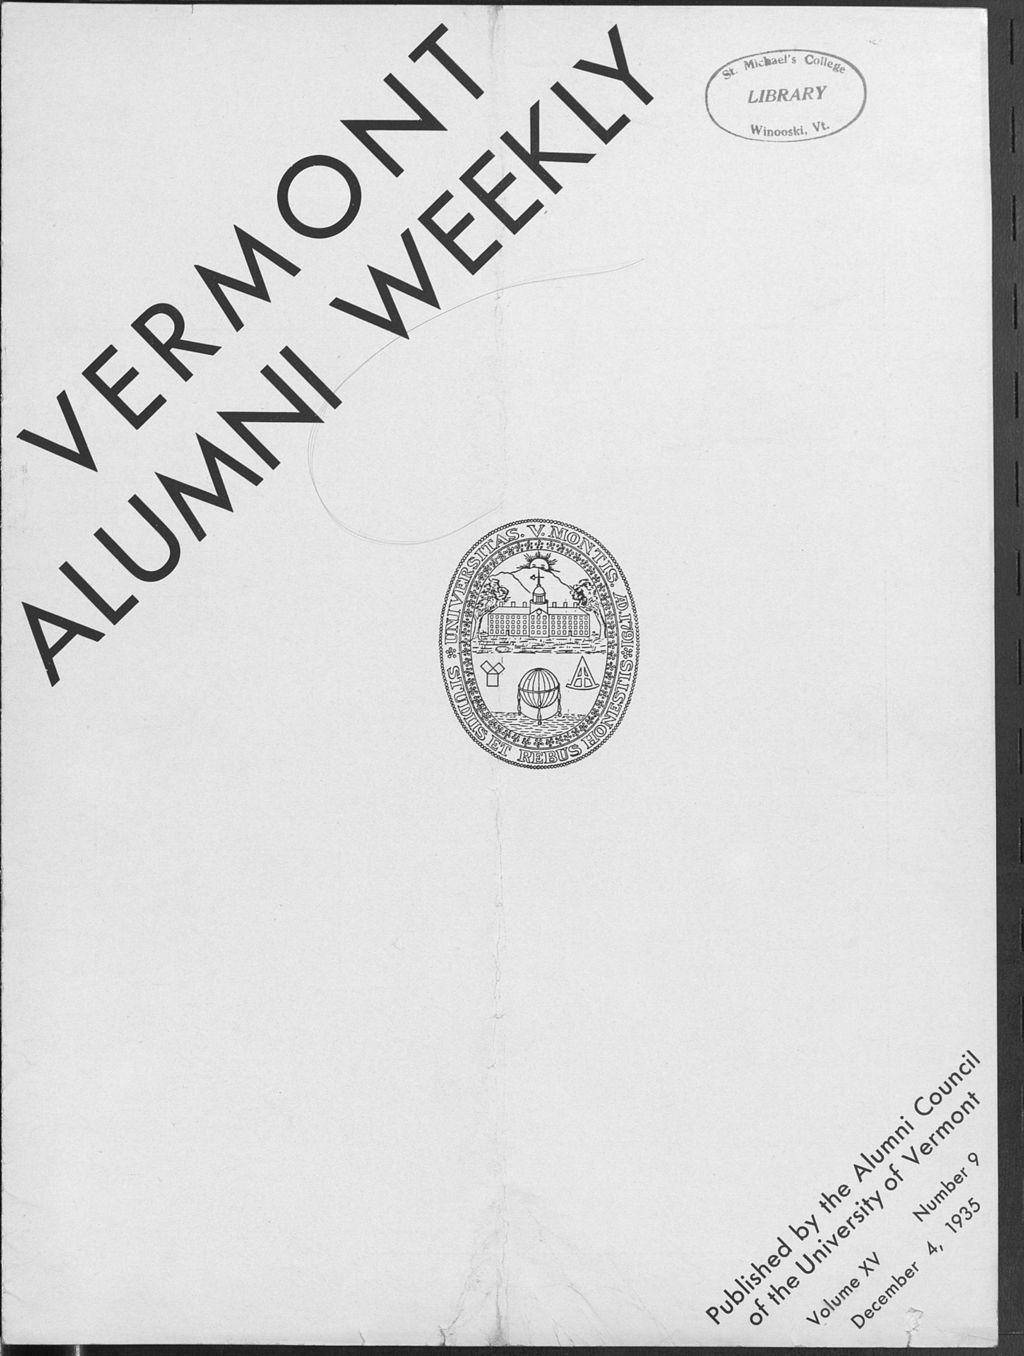 VERMONT
ALUMNI WEEKLY
St. Michael's College
LIBRARY
Winooski, Vt.
* UNIVERSITAS. V. MONTIS. AD. 1791 *
STUDIIS ET REBUS HONESTIS
Published by the Alumni Council
of the University of Vermont
Volume XV Number 9
December 4, 1935